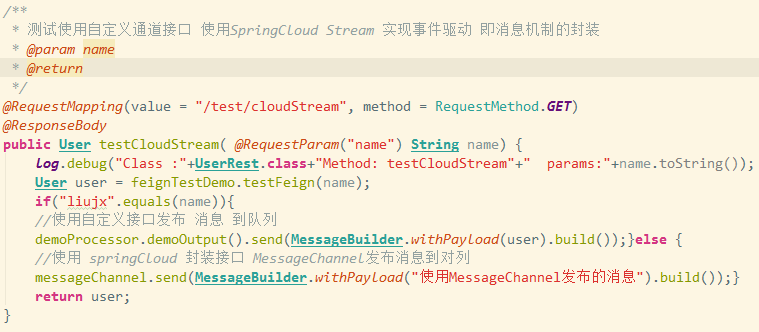 /**
 * 测试使用自定义通道接口 使用SpringCloud Stream 实现事件驱动 即消息机制的封装
 * @param name
 * @return
 */
@RequestMapping(value = "/test/cloudStream", method = RequestMethod.GET)
@ResponseBody
public User testCloudStream( @RequestParam("name") String name) {
    log.debug("Class :"+UserRest.class+"Method: testCloudStream"+"  params:"+name.toString());
    User user = feignTestDemo.testFeign(name);
    if("liujx".equals(name)){
    //使用自定义接口发布 消息 到队列
    demoProcessor.demoOutput().send(MessageBuilder.withPayload(user).build());}else {
    //使用 springCloud 封装接口 MessageChannel发布消息到对列
    messageChannel.send(MessageBuilder.withPayload("使用MessageChannel发布的消息").build());}
    return user;
}